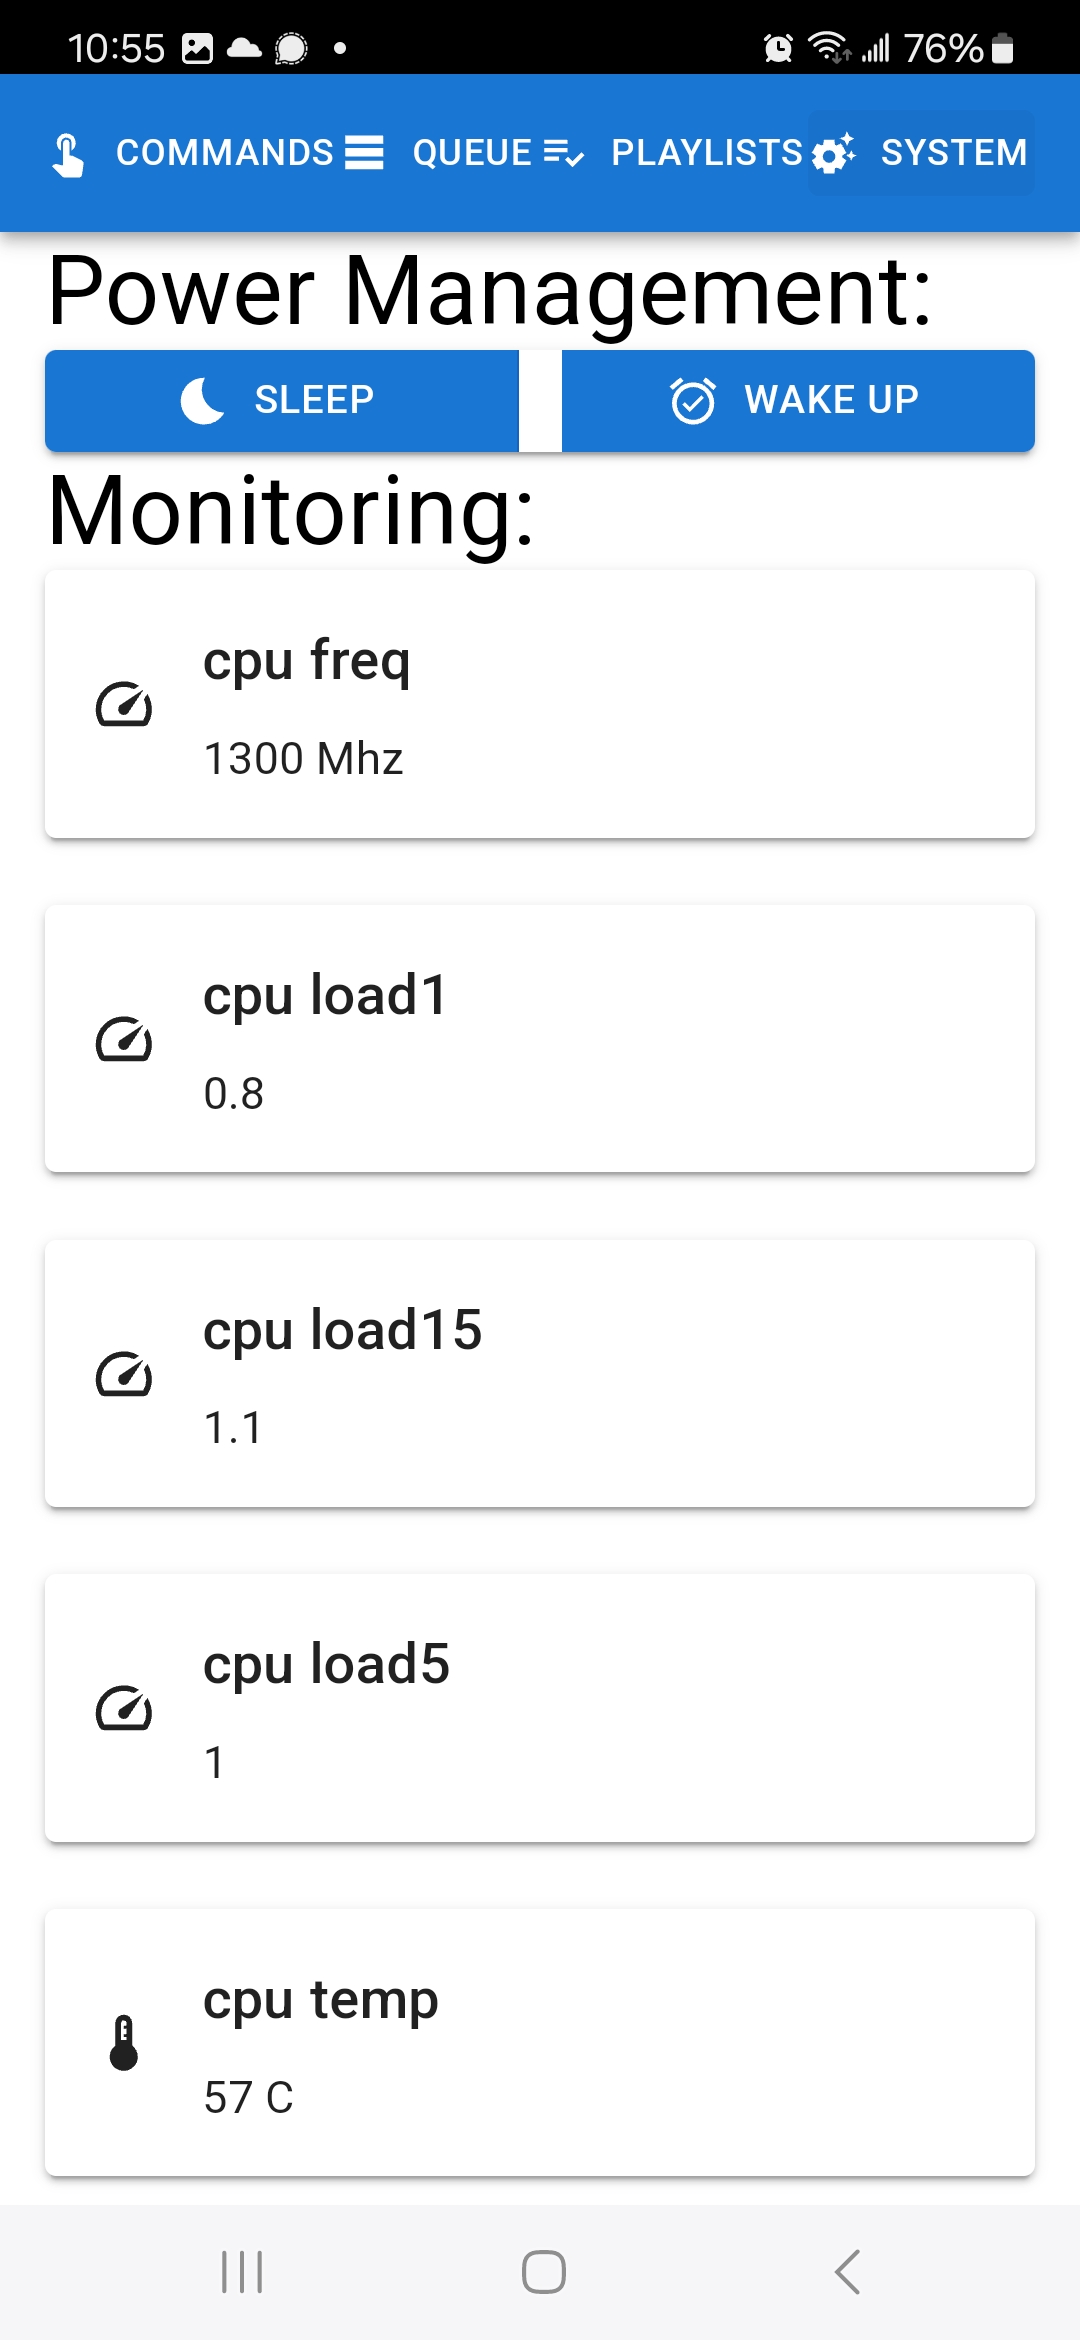 10:55 76%
COMMANDS QUEUE PLAYLISTS SYSTEM
Power Management:
SLEEP WAKE UP
Monitoring:
cpu freq
1300 Mhz
cpu load1
0.8
cpu load15
1.1
cpu load5
1
cpu temp
57 C